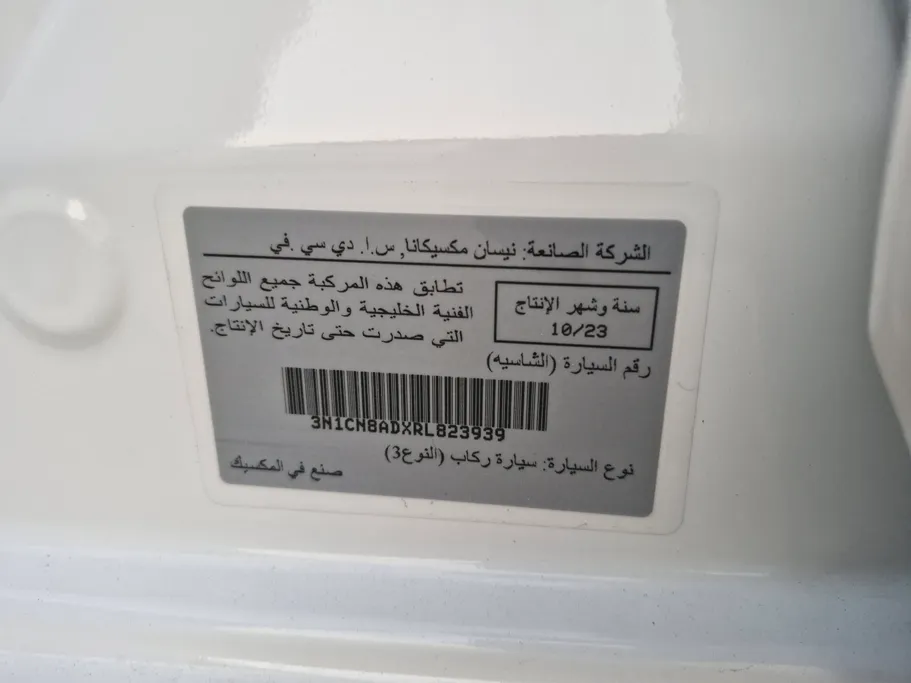 الشركة الصانعة: نيسان مكسيكانا, س.ا. دي سي .في
سنة وشهر الإنتاج
10/23
تطابق هذه المركبة جميع اللوائح
الفنية الخليجية والوطنية للسيارات
التي صدرت حتى تاريخ الإنتاج.
رقم السيارة (الشاسيه)
3N1CN8ADXRL823939
نوع السيارة: سيارة ركاب (النوع3)
صنع في المكسيك